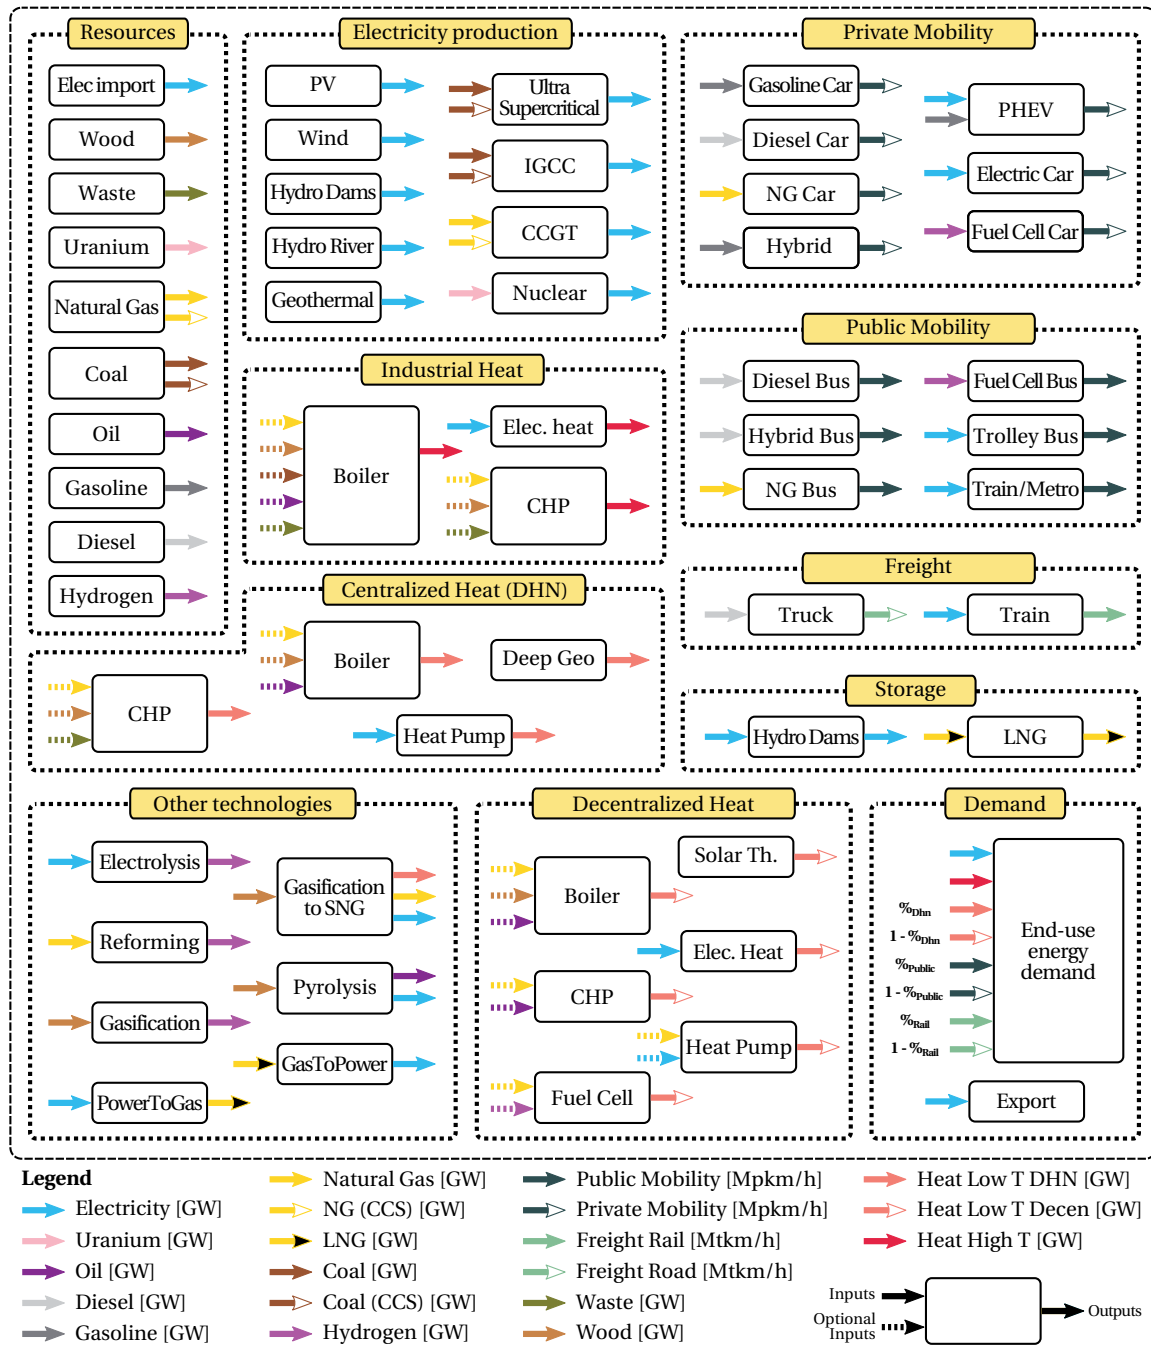 Resources
Elec import
Wood
Waste
Uranium
Natural Gas
Coal
Oil
Gasoline
Diesel
Hydrogen
Electricity production
PV
Wind
Hydro Dams
Hydro River
Geothermal
Ultra
Supercritical
IGCC
CCGT
Nuclear
Private Mobility
Gasoline Car
Diesel Car
NG Car
Hybrid
PHEV
Electric Car
Fuel Cell Car
Public Mobility
Diesel Bus
Hybrid Bus
NG Bus
Fuel Cell Bus
Trolley Bus
Train/Metro
Industrial Heat
Boiler
Elec. heat
CHP
Freight
Truck
Train
Centralized Heat (DHN)
CHP
Boiler
Deep Geo
Heat Pump
Storage
Hydro Dams
LNG
Other technologies
Electrolysis
Reforming
Gasification
PowerToGas
Gasification
to SNG
Pyrolysis
GasToPower
Decentralized Heat
Solar Th.
Boiler
Elec. Heat
CHP
Heat Pump
Fuel Cell
Demand
%Dhn
1 - %Dhn
%Public
1 - %Public
%Rail
1 - %Rail
End-use
energy
demand
Export
Legend
Electricity [GW]
Uranium [GW]
Oil [GW]
Diesel [GW]
Gasoline [GW]
Natural Gas [GW]
NG (CCS) [GW]
LNG [GW]
Coal [GW]
Coal (CCS) [GW]
Hydrogen [GW]
Public Mobility [Mpkm/h]
Private Mobility [Mpkm/h]
Freight Rail [Mtkm/h]
Freight Road [Mtkm/h]
Waste [GW]
Wood [GW]
Heat Low T DHN [GW]
Heat Low T Decen [GW]
Heat High T [GW]
Inputs
Optional
Inputs
Outputs